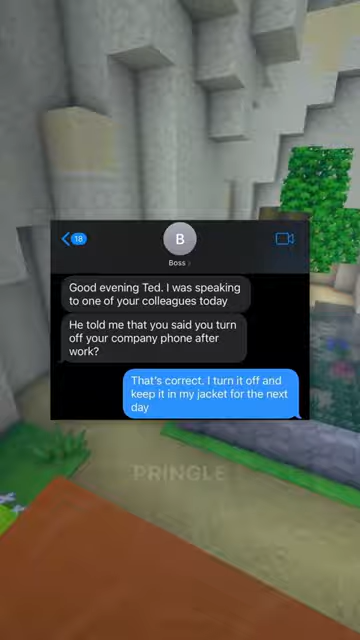 18
B
Boss
Good evening Ted. I was speaking
to one of your colleagues today
He told me that you said you turn
off your company phone after
work?
That's correct. I turn it off and
keep it in my jacket for the next
day
PRINGLE